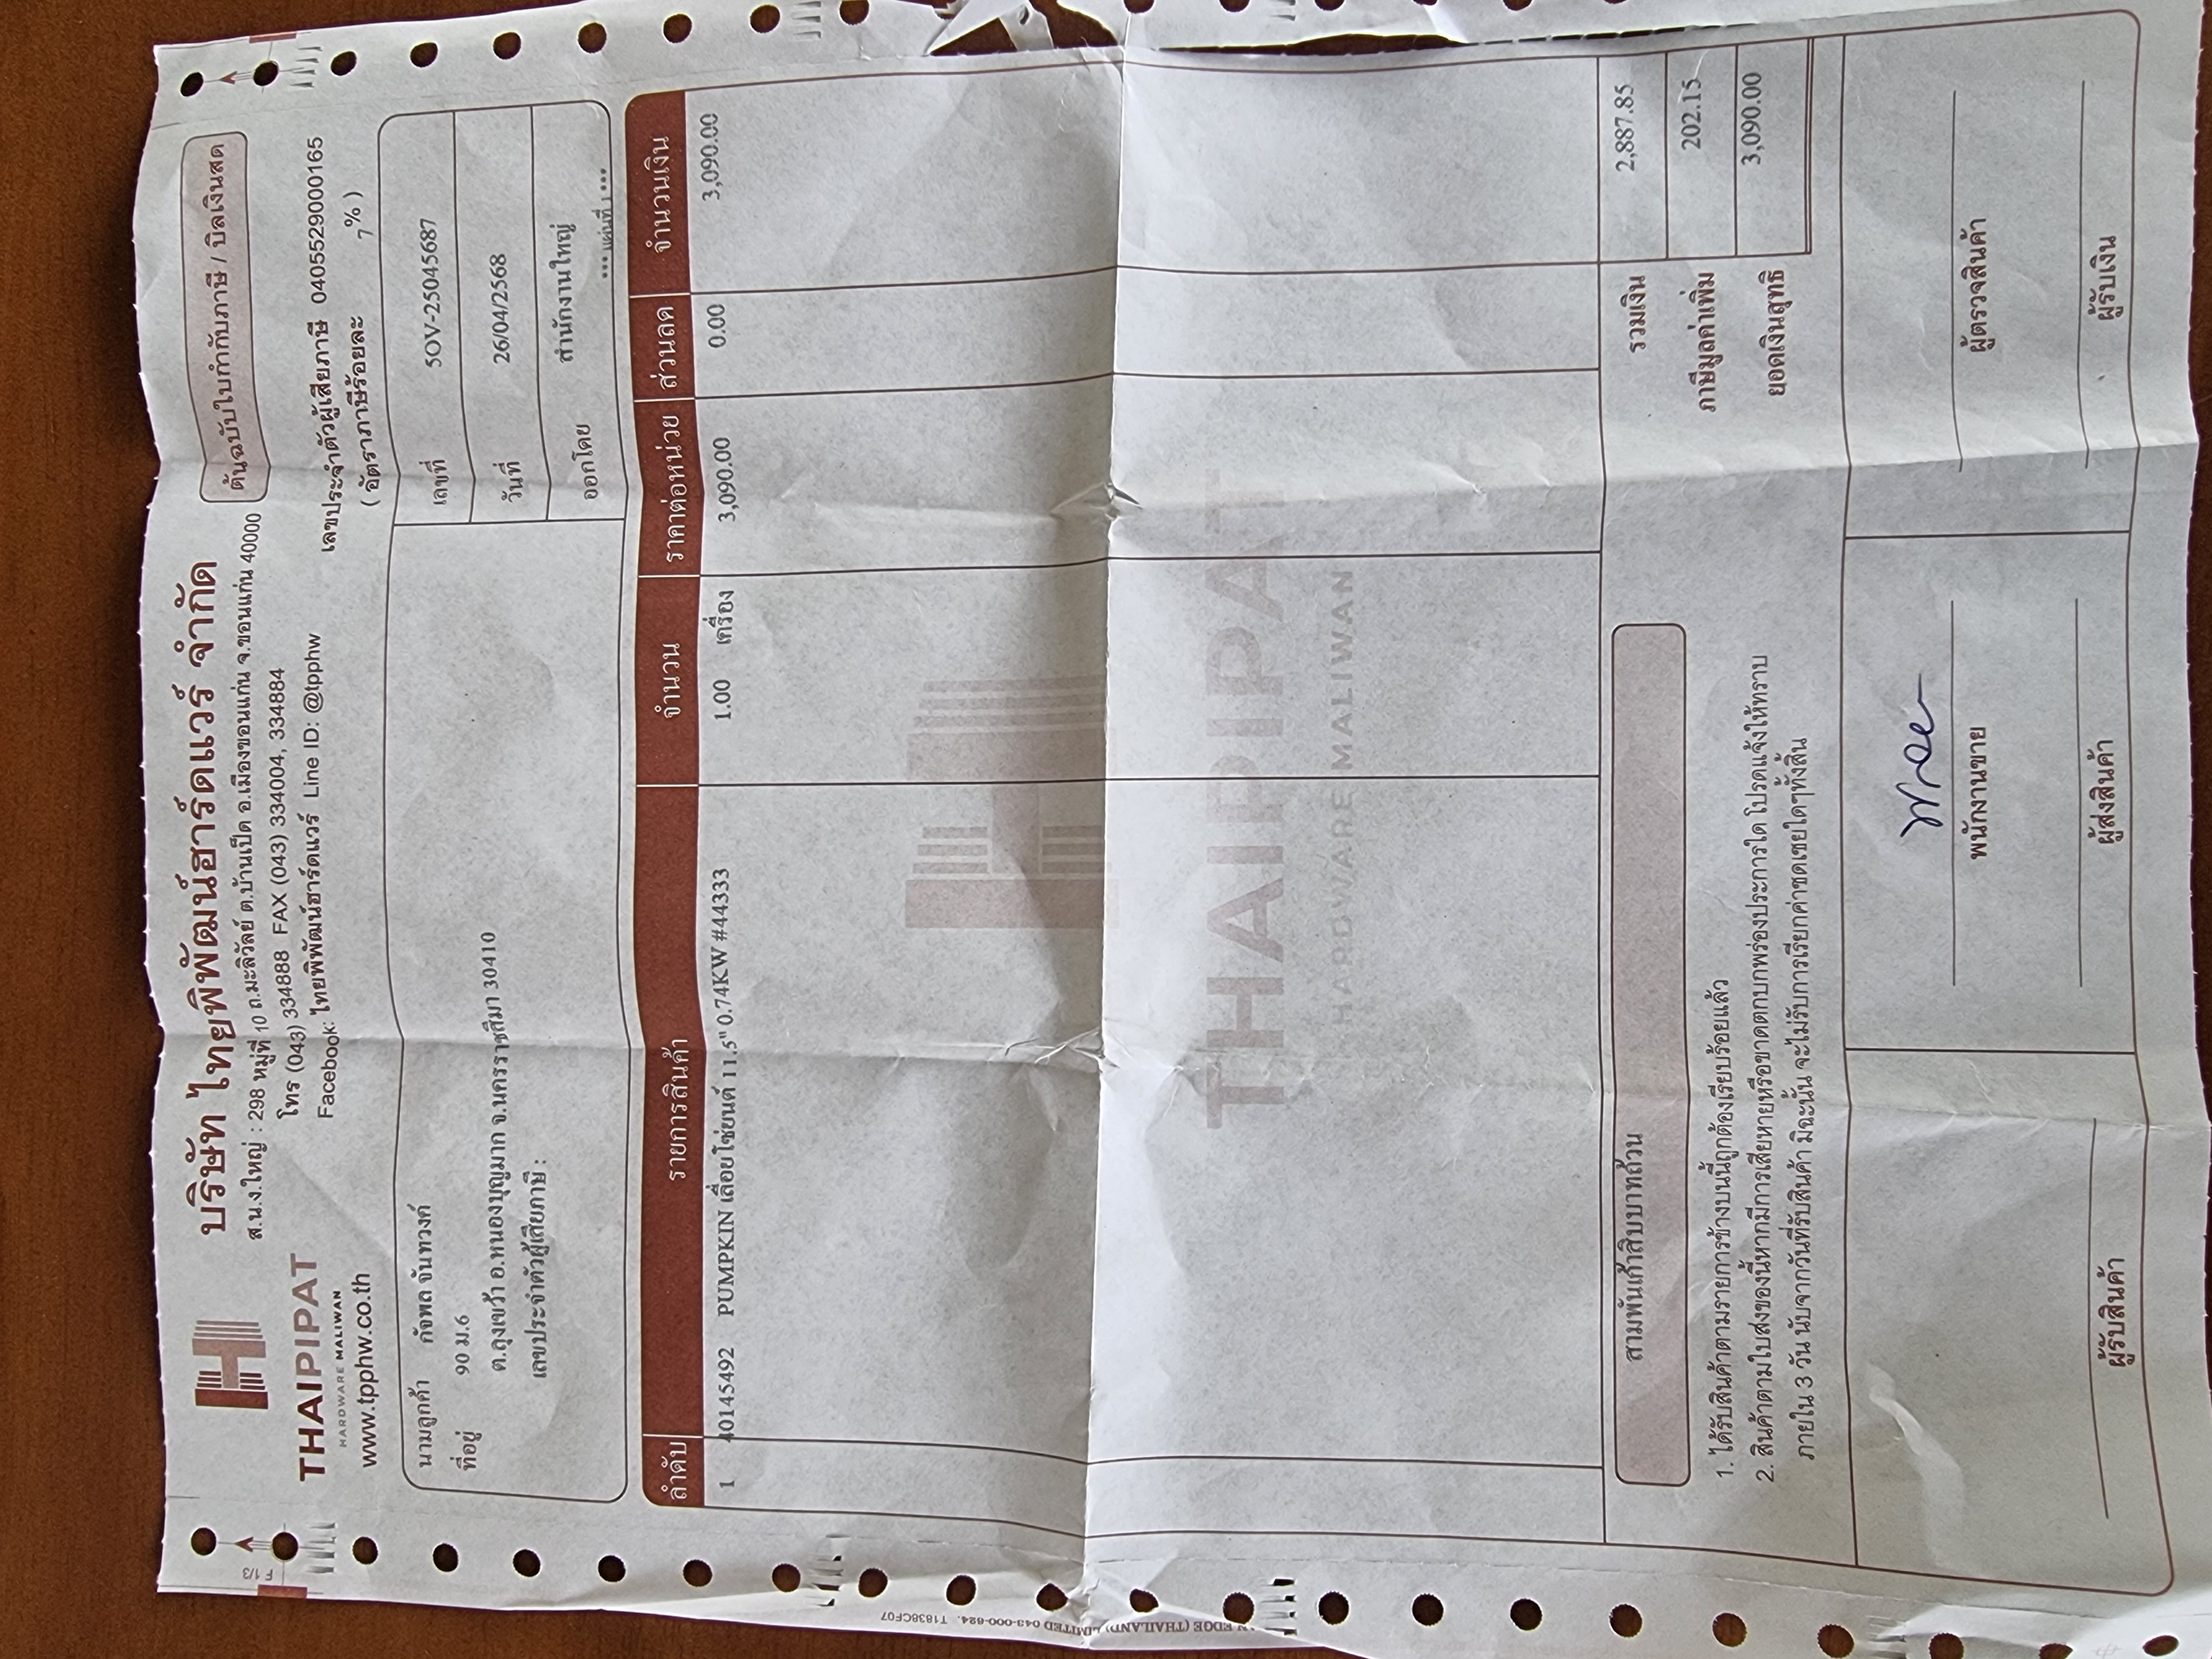 ต้นฉบับใบกำกับภาษี / บิลเงินสด
บริษัท ไทยพิพัฒน์ฮาร์ดแวร์ จำกัด
ส.น.ง.ใหญ่ : 298 หมู่ที่ 10 ถ.มะลิวัลย์ ต.บ้านเป็ด อ.เมืองขอนแก่น จ.ขอนแก่น 40000
โทร (043) 334888 FAX (043) 334004, 334884
Facebook: ไทยพิพัฒน์ฮาร์ดแวร์ Line ID: @tpphw
THAIPIPAT
HARDWARE MALIWAN
www.tpphw.co.th
เลขประจำตัวผู้เสียภาษี 0405529000165
( อัตราภาษีร้อยละ 7% )
นามลูกค้า กัจพล จันทวงค์
ที่อยู่ 90 ม.6
ต.ลุงเขว้า อ.หนองบุญมาก จ.นครราชสีมา 30410
เลขประจำตัวผู้เสียภาษี :
เลขที่ 5OV-25045687
วันที่ 26/04/2568
ออกโดย สำนักงานใหญ่
*** แผ่นที่ 1 ***
ลำดับ รายการสินค้า จำนวน ราคาต่อหน่วย ส่วนลด จำนวนเงิน
1 40145492 PUMPKIN เลื่อยโซ่ยนต์ 11.5" 0.74KW #44333 1.00 เครื่อง 3,090.00 0.00 3,090.00
THAIPIPAT
HARDWARE MALIWAN
รวมเงิน 2,887.85
ภาษีมูลค่าเพิ่ม 202.15
ยอดเงินสุทธิ 3,090.00
สามพันเก้าสิบบาทถ้วน
1. ได้รับสินค้าตามรายการข้างบนนี้ถูกต้องเรียบร้อยแล้ว
2. สินค้าตามใบส่งของนี้หากมีการเสียหายหรือขาดตกบกพร่องประการใด โปรดแจ้งให้ทราบ
ภายใน 3 วัน นับจากวันที่รับสินค้า มิฉะนั้น จะไม่รับการเรียกค่าชดเชยใดๆทั้งสิ้น
พนักงานขาย
ผู้ตรวจสินค้า
ผู้รับสินค้า
ผู้ส่งสินค้า
ผู้รับเงิน
F 1/3
EDGE (THAILAND) LIMITED 043-000-624. T1838CF07